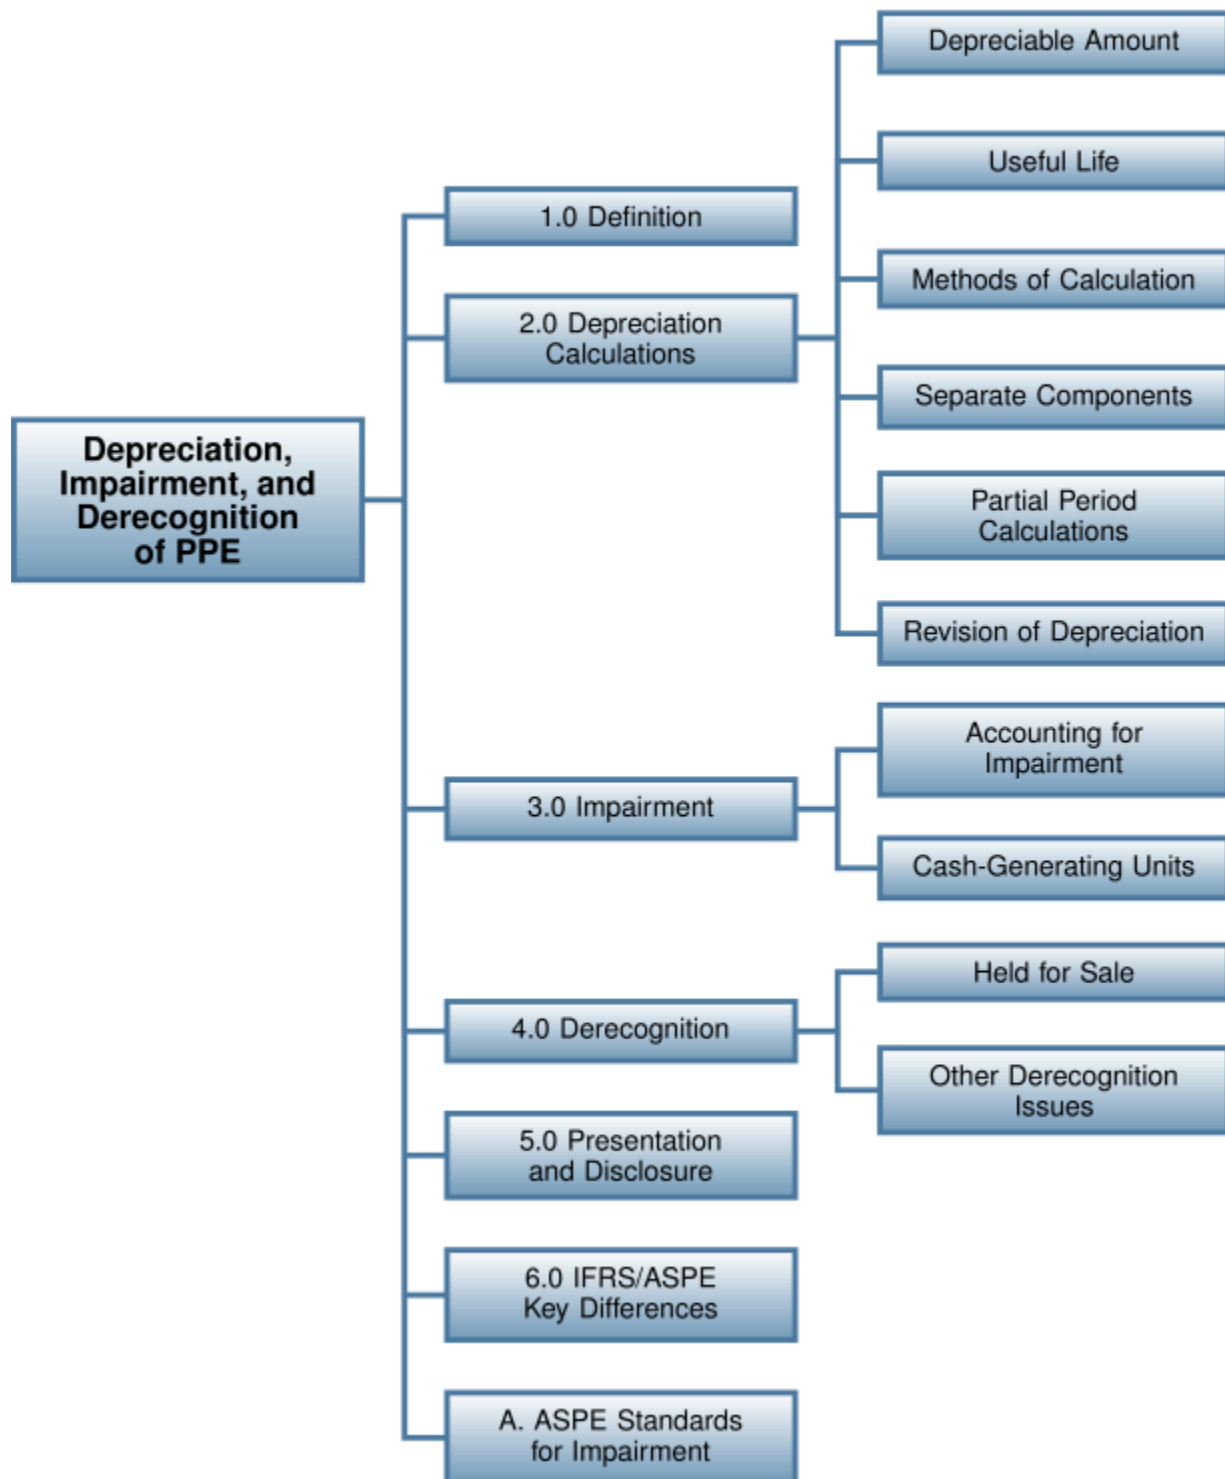 Depreciation,
Impairment, and
Derecognition
of PPE
1.0 Definition
2.0 Depreciation
Calculations
Depreciable Amount
Useful Life
Methods of Calculation
Separate Components
Partial Period
Calculations
Revision of Depreciation
3.0 Impairment
Accounting for
Impairment
Cash-Generating Units
4.0 Derecognition
Held for Sale
Other Derecognition
Issues
5.0 Presentation
and Disclosure
6.0 IFRS/ASPE
Key Differences
A. ASPE Standards
for Impairment